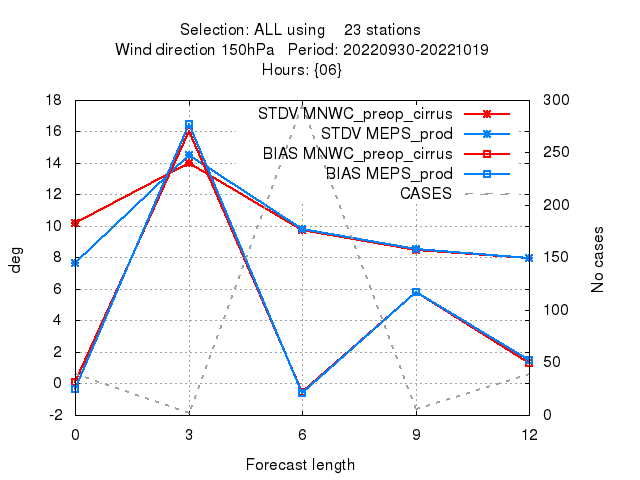 Selection: ALL using 23 stations
Wind direction 150hPa Period: 20220930-20221019
Hours: {06}
STDV MNWC_preop_cirrus
STDV MEPS_prod
BIAS MNWC_preop_cirrus
BIAS MEPS_prod
CASES
18
16
14
12
10
8
6
4
2
0
-2
deg
300
250
200
150
100
50
0
No cases
0 3 6 9 12
Forecast length